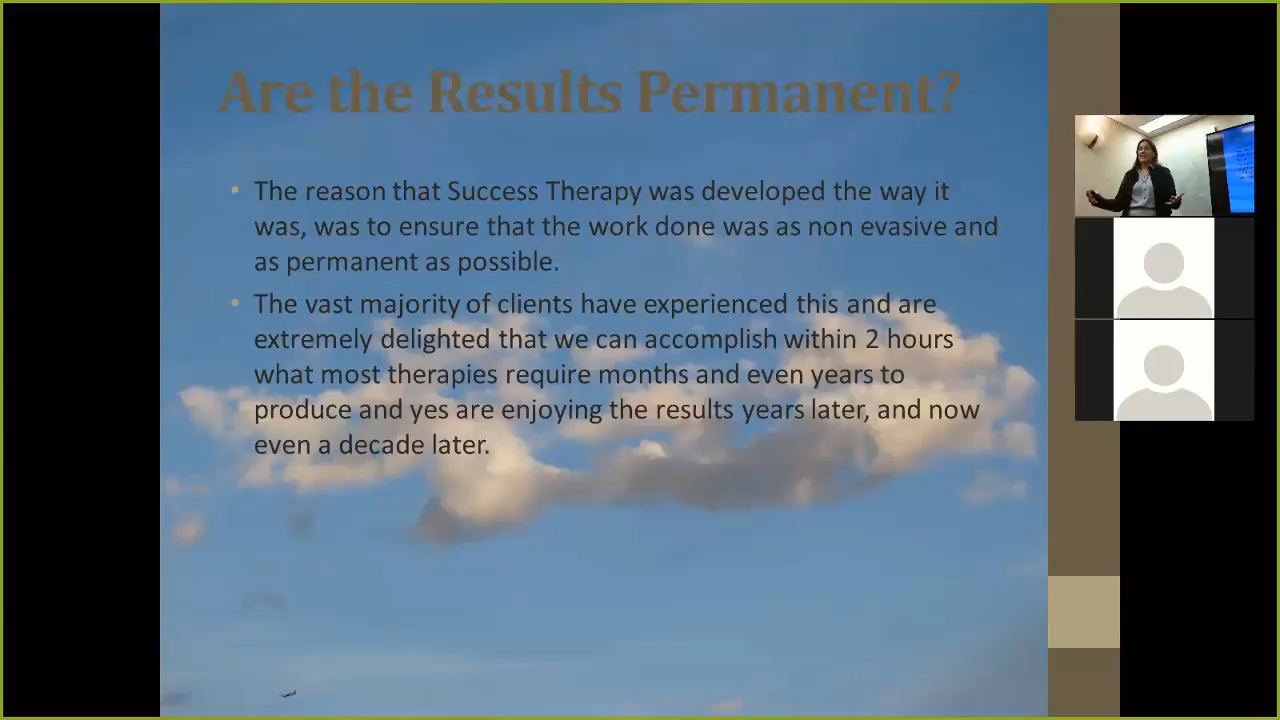 Are the Results Permanent?
• The reason that Success Therapy was developed the way it
was, was to ensure that the work done was as non evasive and
as permanent as possible.
• The vast majority of clients have experienced this and are
extremely delighted that we can accomplish within 2 hours
what most therapies require months and even years to
produce and yes are enjoying the results years later, and now
even a decade later.